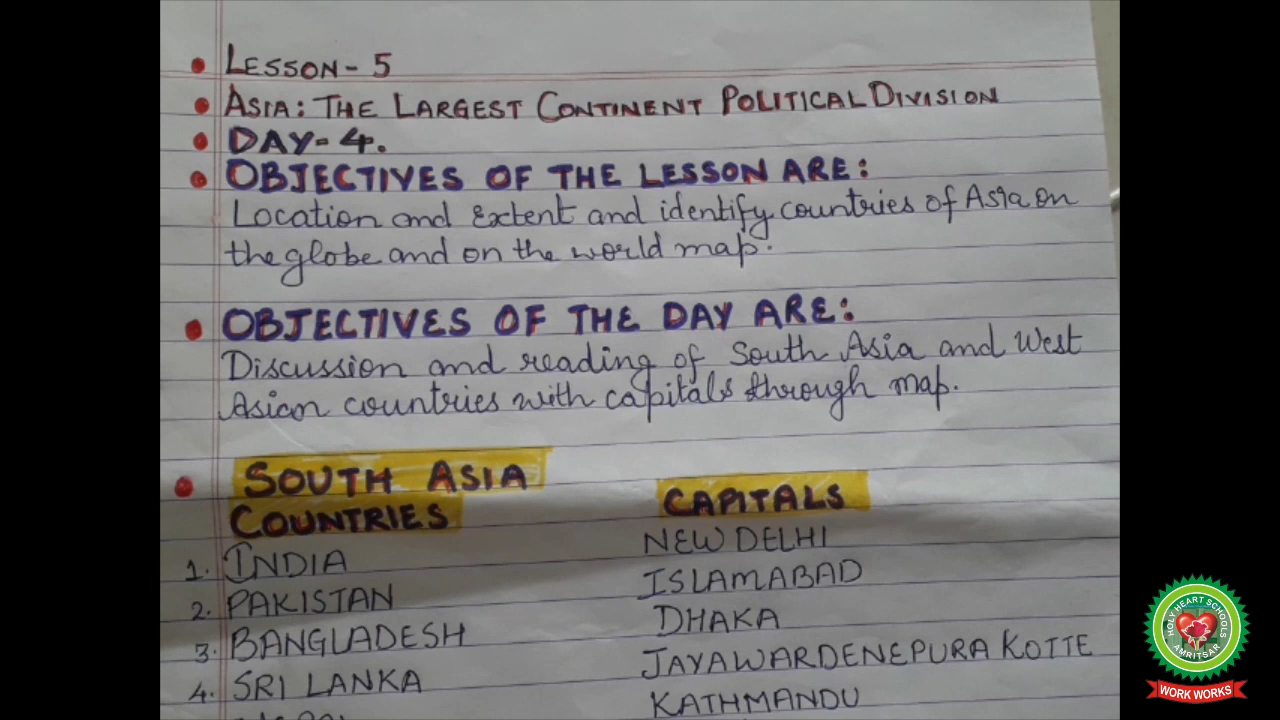 • LESSON - 5
• ASIA: THE LARGEST CONTINENT POLITICAL DIVISION
• DAY- 4.
• OBJECTIVES OF THE LESSON ARE:
Location and Extent and identify countries of Asia on
the globe and on the world map.
• OBJECTIVES OF THE DAY ARE:
Discussion and reading of South Asia and West
Asian countries with capitals through map.
• SOUTH ASIA
COUNTRIES CAPITALS
1. INDIA NEW DELHI
2. PAKISTAN ISLAMABAD
3. BANGLADESH DHAKA
4. SRI LANKA JAYAWARDENEPURA KOTTE
KATHMANDU
HOLY HEART SCHOOLS
AMRITSAR
WORK WORKS